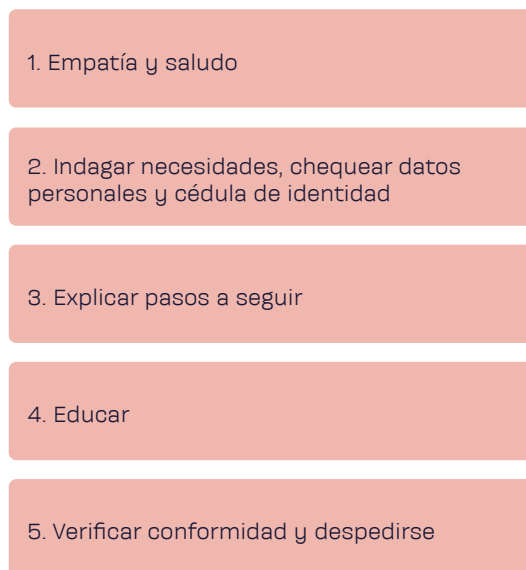 1. Empatía y saludo
2. Indagar necesidades, chequear datos
personales y cédula de identidad
3. Explicar pasos a seguir
4. Educar
5. Verificar conformidad y despedirse